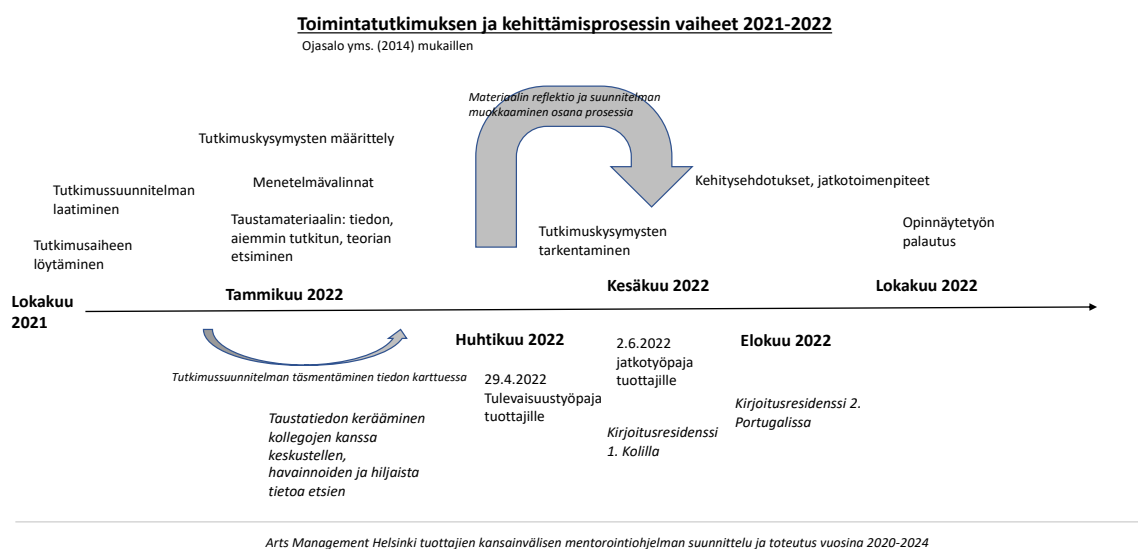 Toimintatutkimuksen ja kehittämisprosessin vaiheet 2021-2022
Ojasalo yms. (2014) mukaillen
Materiaalin reflektio ja suunnitelman
muokkaaminen osana prosessia
Tutkimuskysymysten määrittely
Menetelmävalinnat
Tutkimussuunnitelman
laatiminen
Taustamateriaalin: tiedon,
aiemmin tutkitun, teorian
etsiminen
Tutkimusaiheen
löytäminen
Tutkimuskysymysten
tarkentaminen
Kehitysehdotukset, jatkotoimenpiteet
Opinnäytetyön
palautus
Lokakuu
2021
Tammikuu 2022
Kesäkuu 2022
Lokakuu 2022
Huhtikuu 2022
Elokuu 2022
Tutkimussuunnitelman täsmentäminen tiedon karttuessa
Taustatiedon kerääminen
kollegojen kanssa
keskustellen,
havainnoiden ja hiljaista
tietoa etsien
29.4.2022
Tulevaisuustyöpaja
tuottajille
2.6.2022
jatkotyöpaja
tuottajille
Kirjoitusresidenssi
1. Kolilla
Kirjoitusresidenssi 2.
Portugalissa
Arts Management Helsinki tuottajien kansainvälisen mentorointiohjelman suunnittelu ja toteutus vuosina 2020-2024